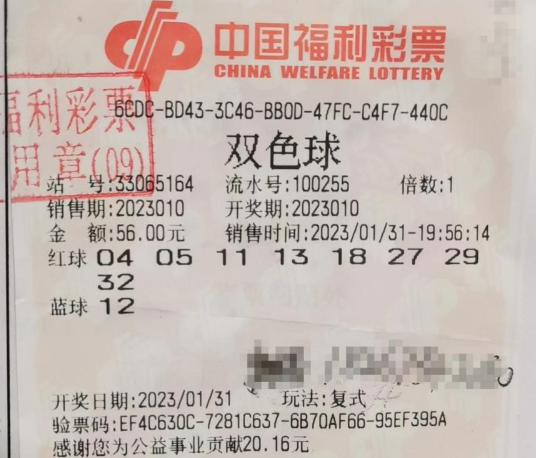 中国福利彩票
CHINA WELFARE LOTTERY
6CDC-BD43-3C46-BB0D-47FC-C4F7-440C
福利彩票
用章(09)
双色球
站 号:33065164 流水号:100255 倍数:1
销售期:2023010 开奖期:2023010
金 额:56.00元 销售时间:2023/01/31-19:56:14
红球 04 05 11 13 18 27 29
32
蓝球 12
开奖日期:2023/01/31 玩法:复式
验票码:EF4C630C-7281C637-6B70AF66-95EF395A
感谢您为公益事业贡献20.16元